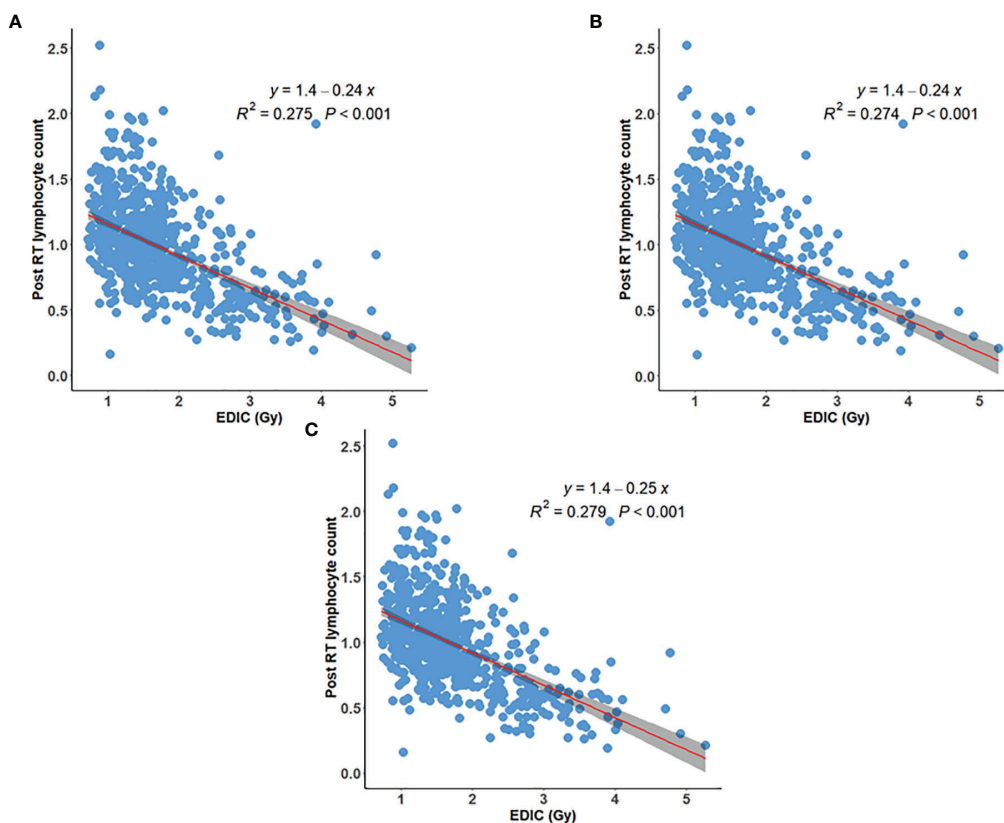 A
Post RT lymphocyte count
2.5
2.0
1.5
1.0
0.5
0.0
y = 1.4 − 0.24 x
R² = 0.275 P < 0.001
1 2 3 4 5
EDIC (Gy)
B
Post RT lymphocyte count
2.5
2.0
1.5
1.0
0.5
0.0
y = 1.4 − 0.24 x
R² = 0.274 P < 0.001
1 2 3 4 5
EDIC (Gy)
C
Post RT lymphocyte count
2.5
2.0
1.5
1.0
0.5
0.0
y = 1.4 − 0.25 x
R² = 0.279 P < 0.001
1 2 3 4 5
EDIC (Gy)